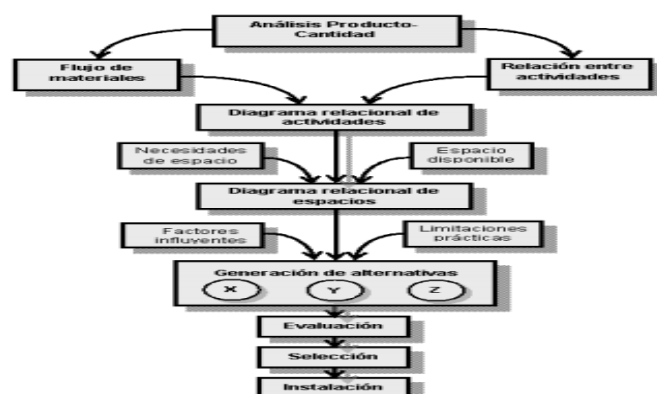 Análisis Producto-
Cantidad
Flujo de
materiales
Relación entre
actividades
Diagrama relacional de
actividades
Necesidades
de espacio
Espacio
disponible
Diagrama relacional de
espacios
Factores
influyentes
Limitaciones
prácticas
Generación de alternativas
X
Y
Z
Evaluación
Selección
Instalación